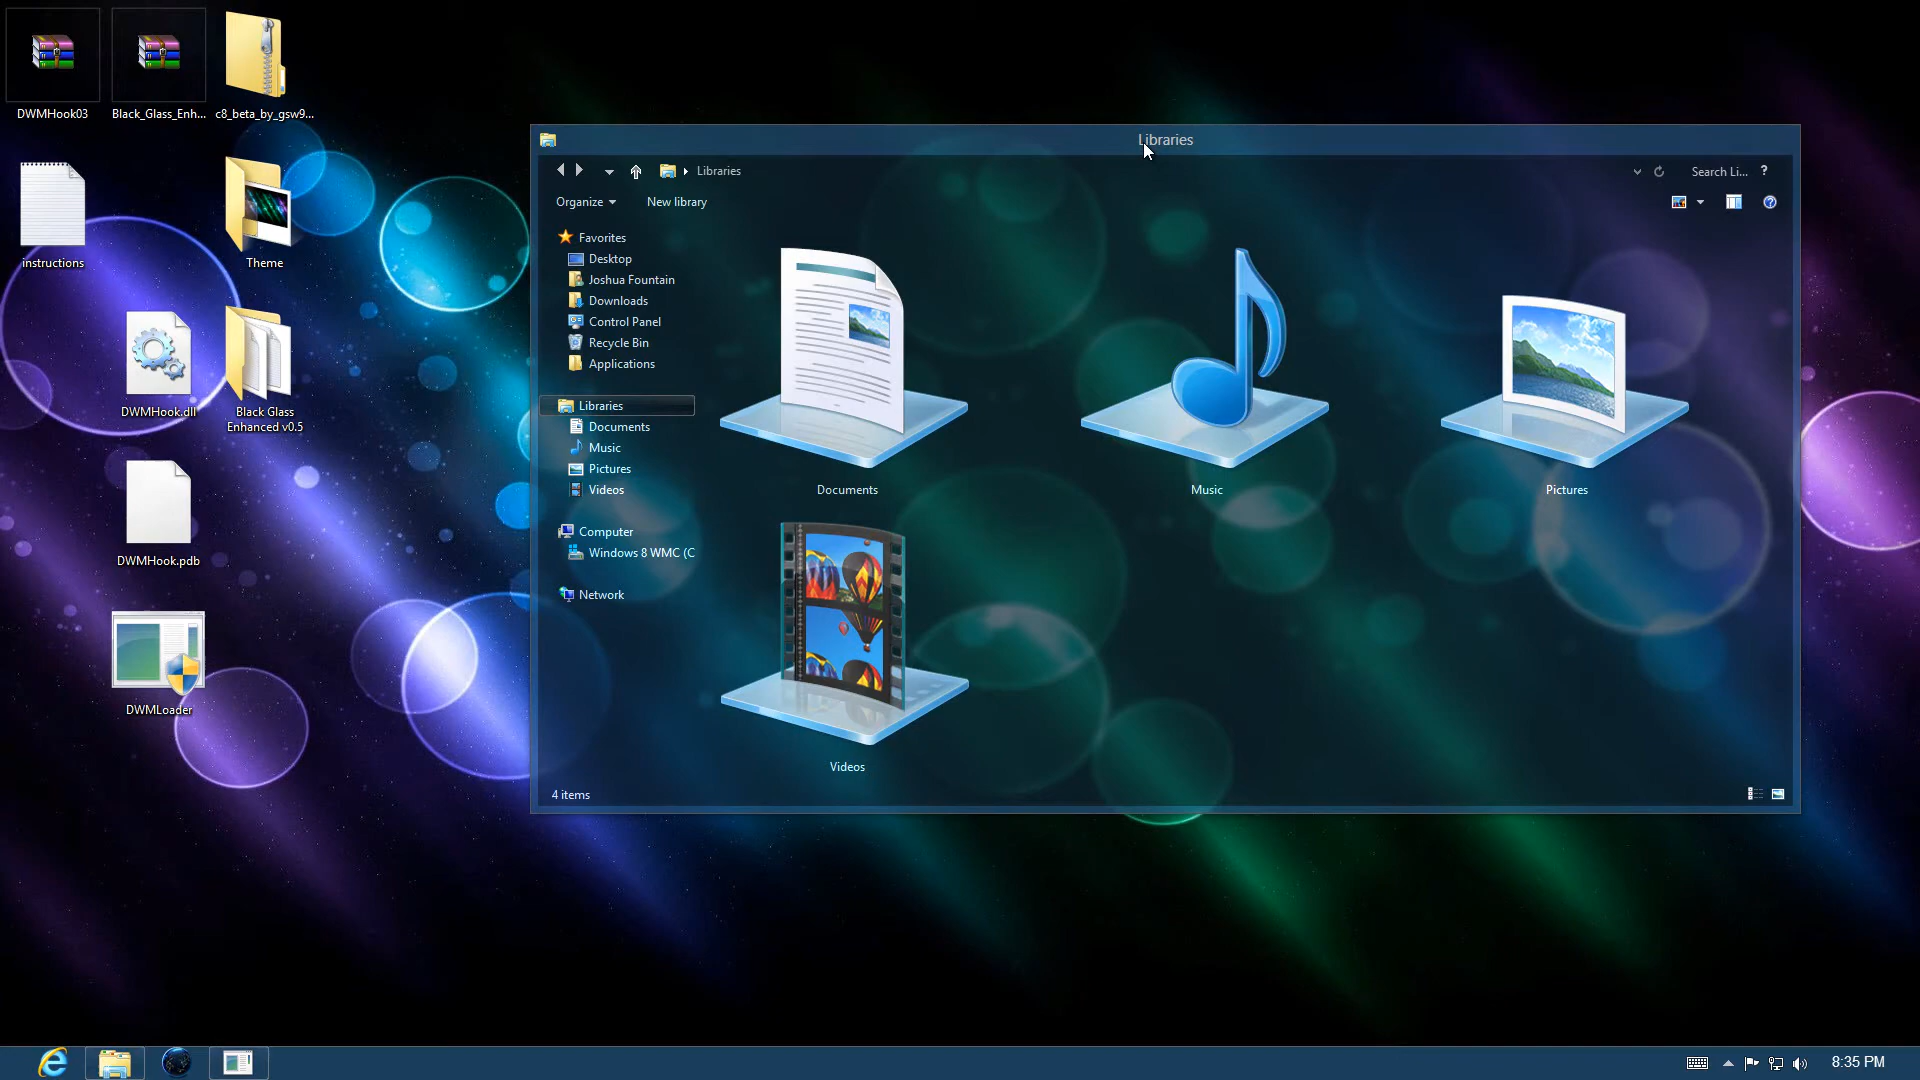 DWMHook03
Black_Glass_Enh...
c8_beta_by_gsw9...
instructions
Theme
DWMHook.dll
Black Glass
Enhanced v0.5
DWMHook.pdb
DWMLoader
Libraries
Libraries
Search Li...
Organize
New library
Favorites
Desktop
Joshua Fountain
Downloads
Control Panel
Recycle Bin
Applications
Libraries
Documents
Music
Pictures
Videos
Computer
Windows 8 WMC (C
Network
Documents
Music
Pictures
Videos
4 items
8:35 PM